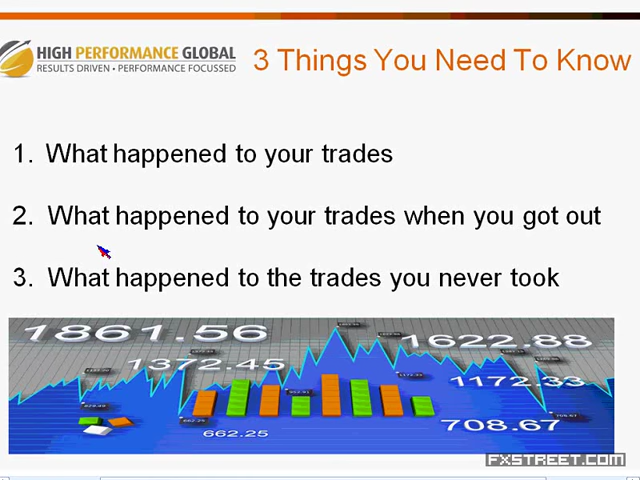 HIGH PERFORMANCE GLOBAL
RESULTS DRIVEN • PERFORMANCE FOCUSSED
3 Things You Need To Know
1. What happened to your trades
2. What happened to your trades when you got out
3. What happened to the trades you never took
1861.56
1622.88
1372.45
1172.33
708.67
662.25
FXSTREET.COM